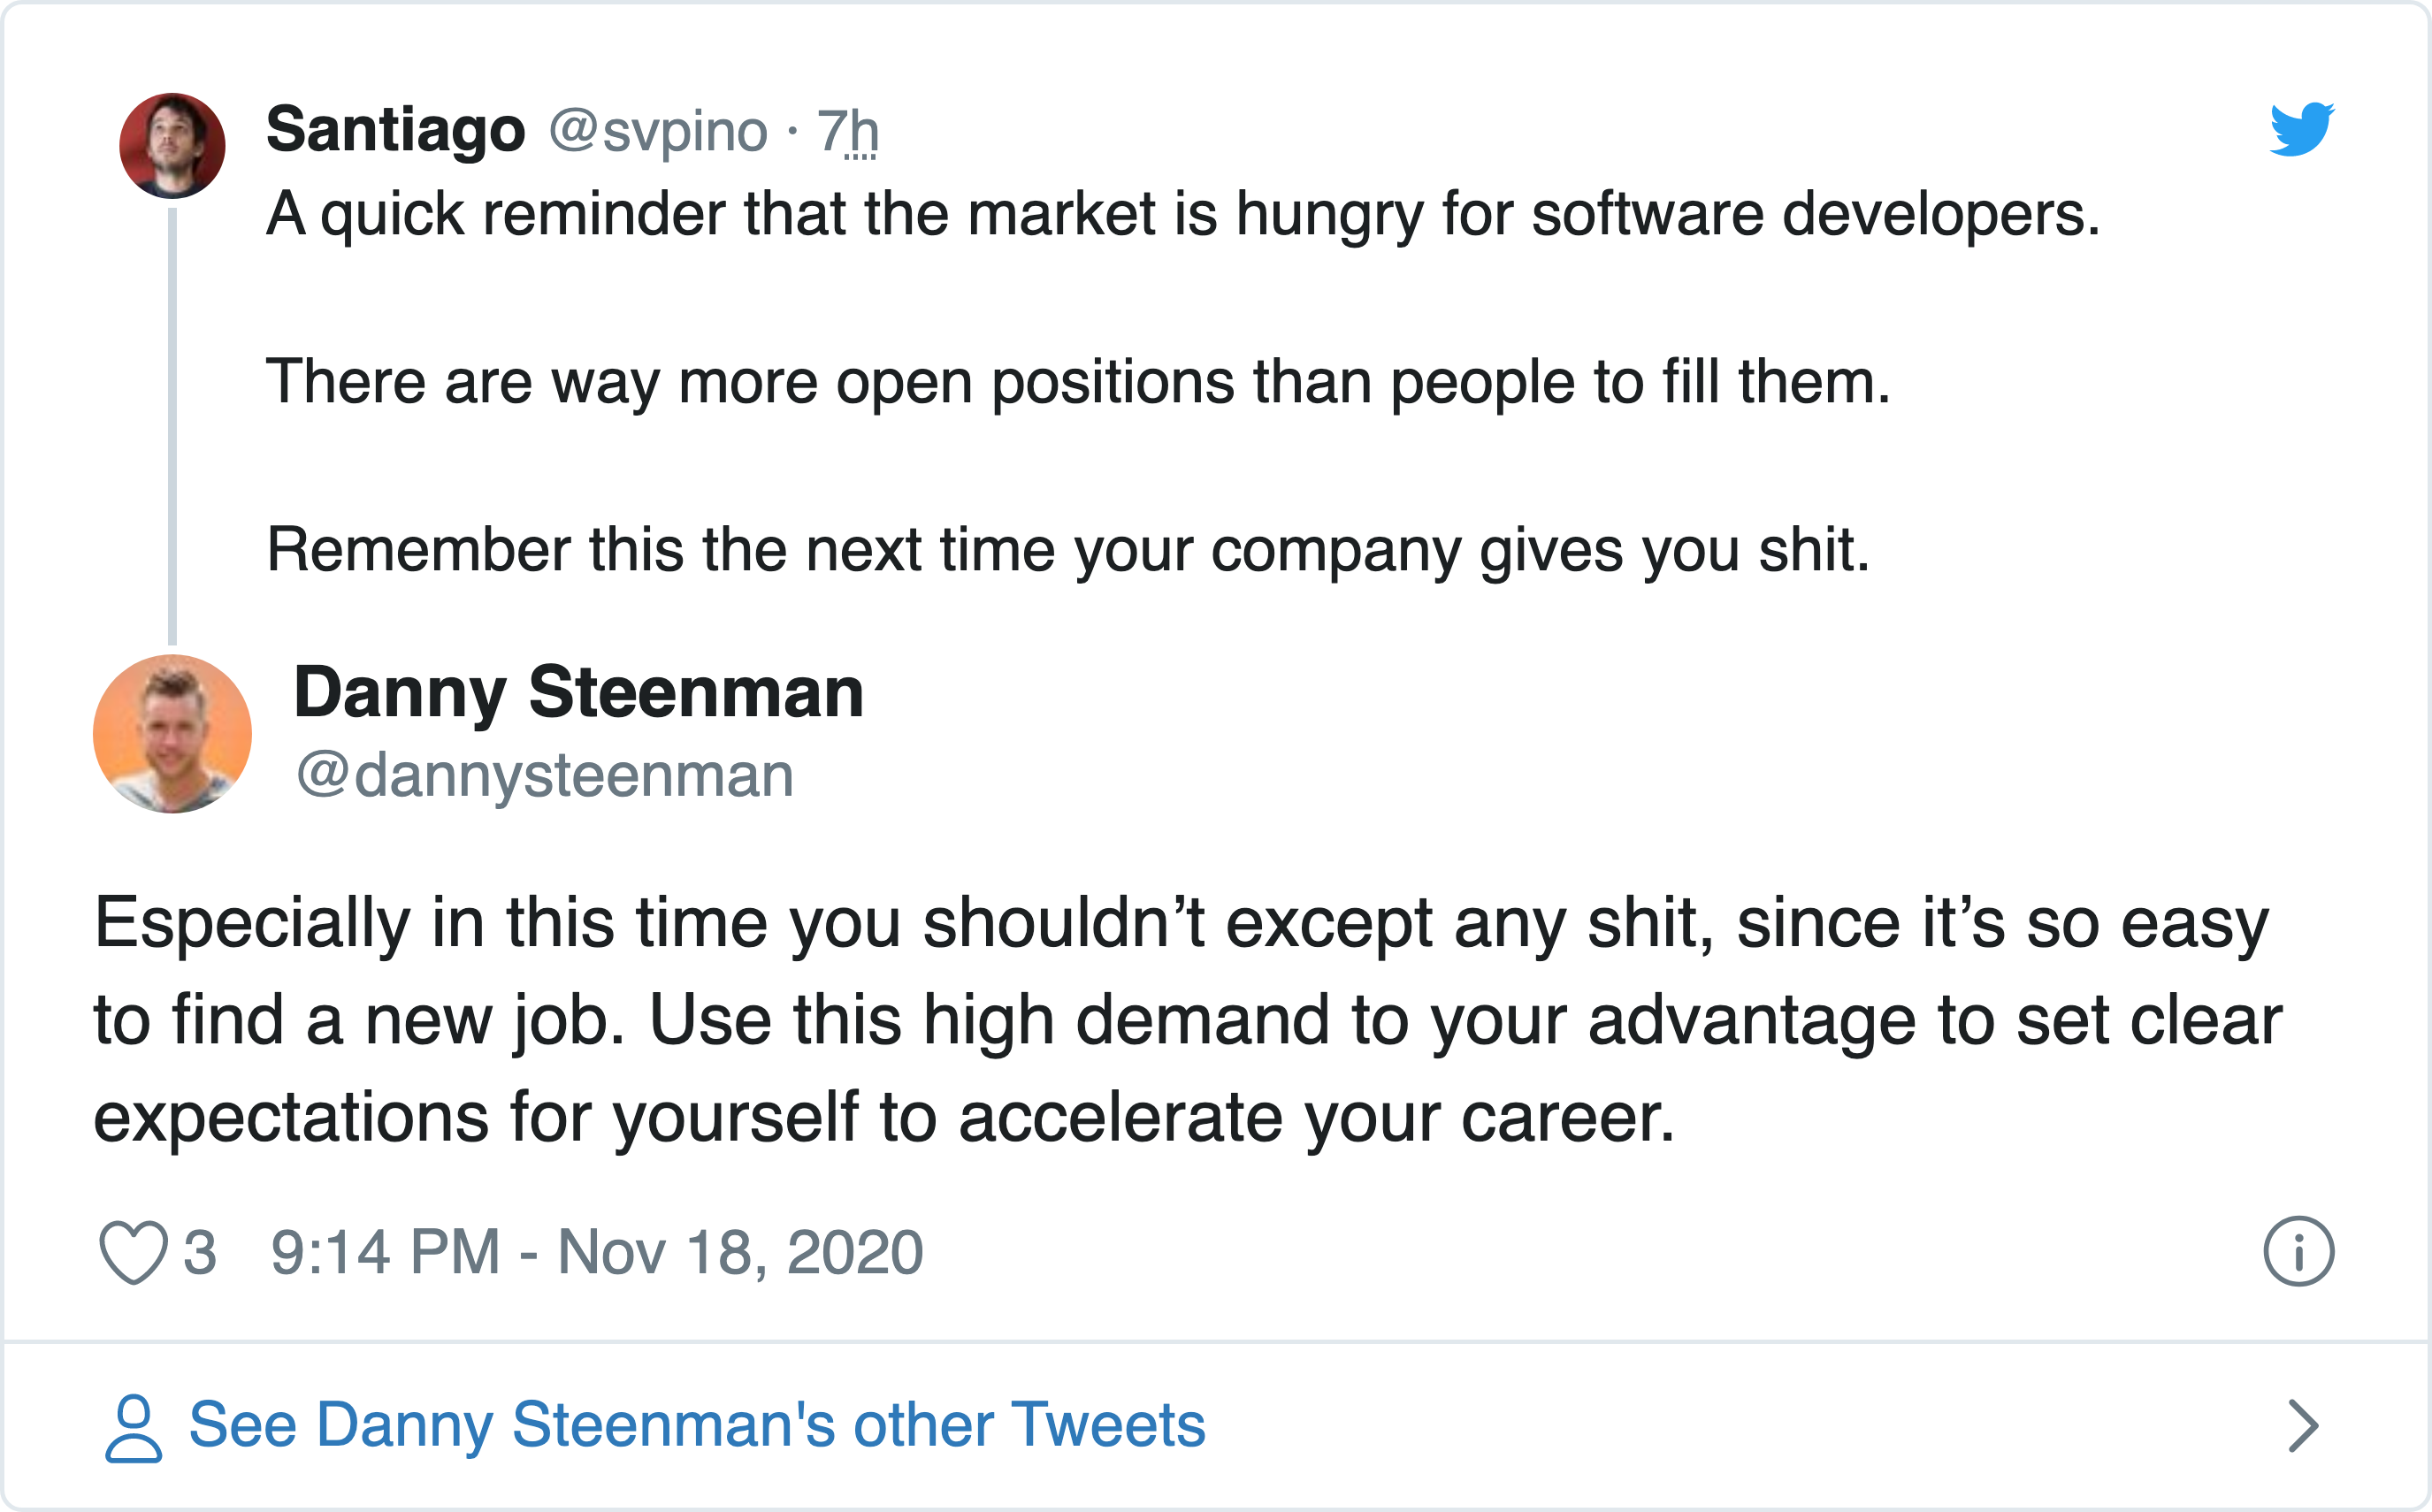 Santiago @svpino · 7h
A quick reminder that the market is hungry for software developers.
There are way more open positions than people to fill them.
Remember this the next time your company gives you shit.
Danny Steenman
@dannysteenman
Especially in this time you shouldn’t except any shit, since it’s so easy
to find a new job. Use this high demand to your advantage to set clear
expectations for yourself to accelerate your career.
3 9:14 PM - Nov 18, 2020
See Danny Steenman's other Tweets